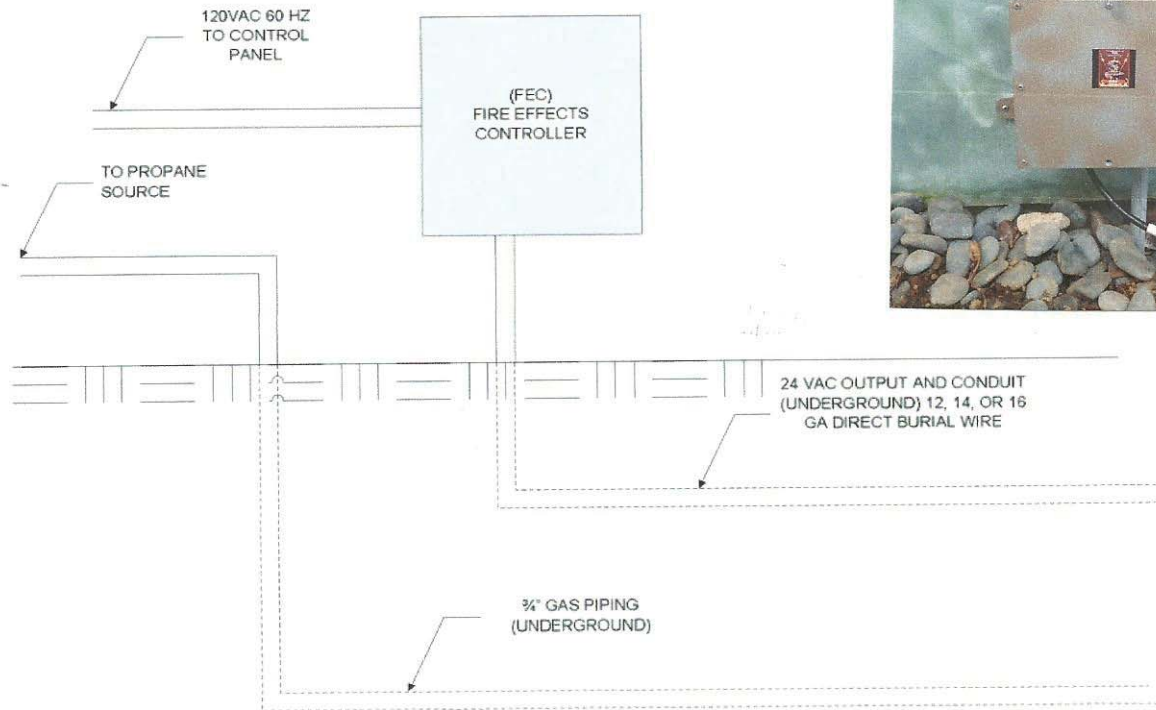 120VAC 60 HZ
TO CONTROL
PANEL
(FEC)
FIRE EFFECTS
CONTROLLER
TO PROPANE
SOURCE
24 VAC OUTPUT AND CONDUIT
(UNDERGROUND) 12, 14, OR 16
GA DIRECT BURIAL WIRE
¾" GAS PIPING
(UNDERGROUND)